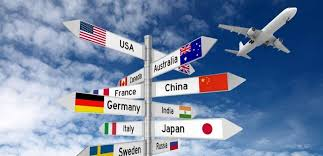 USA
Australia
Canada
France
China
Germany
India
Italy
Japan
Sweden
Russia